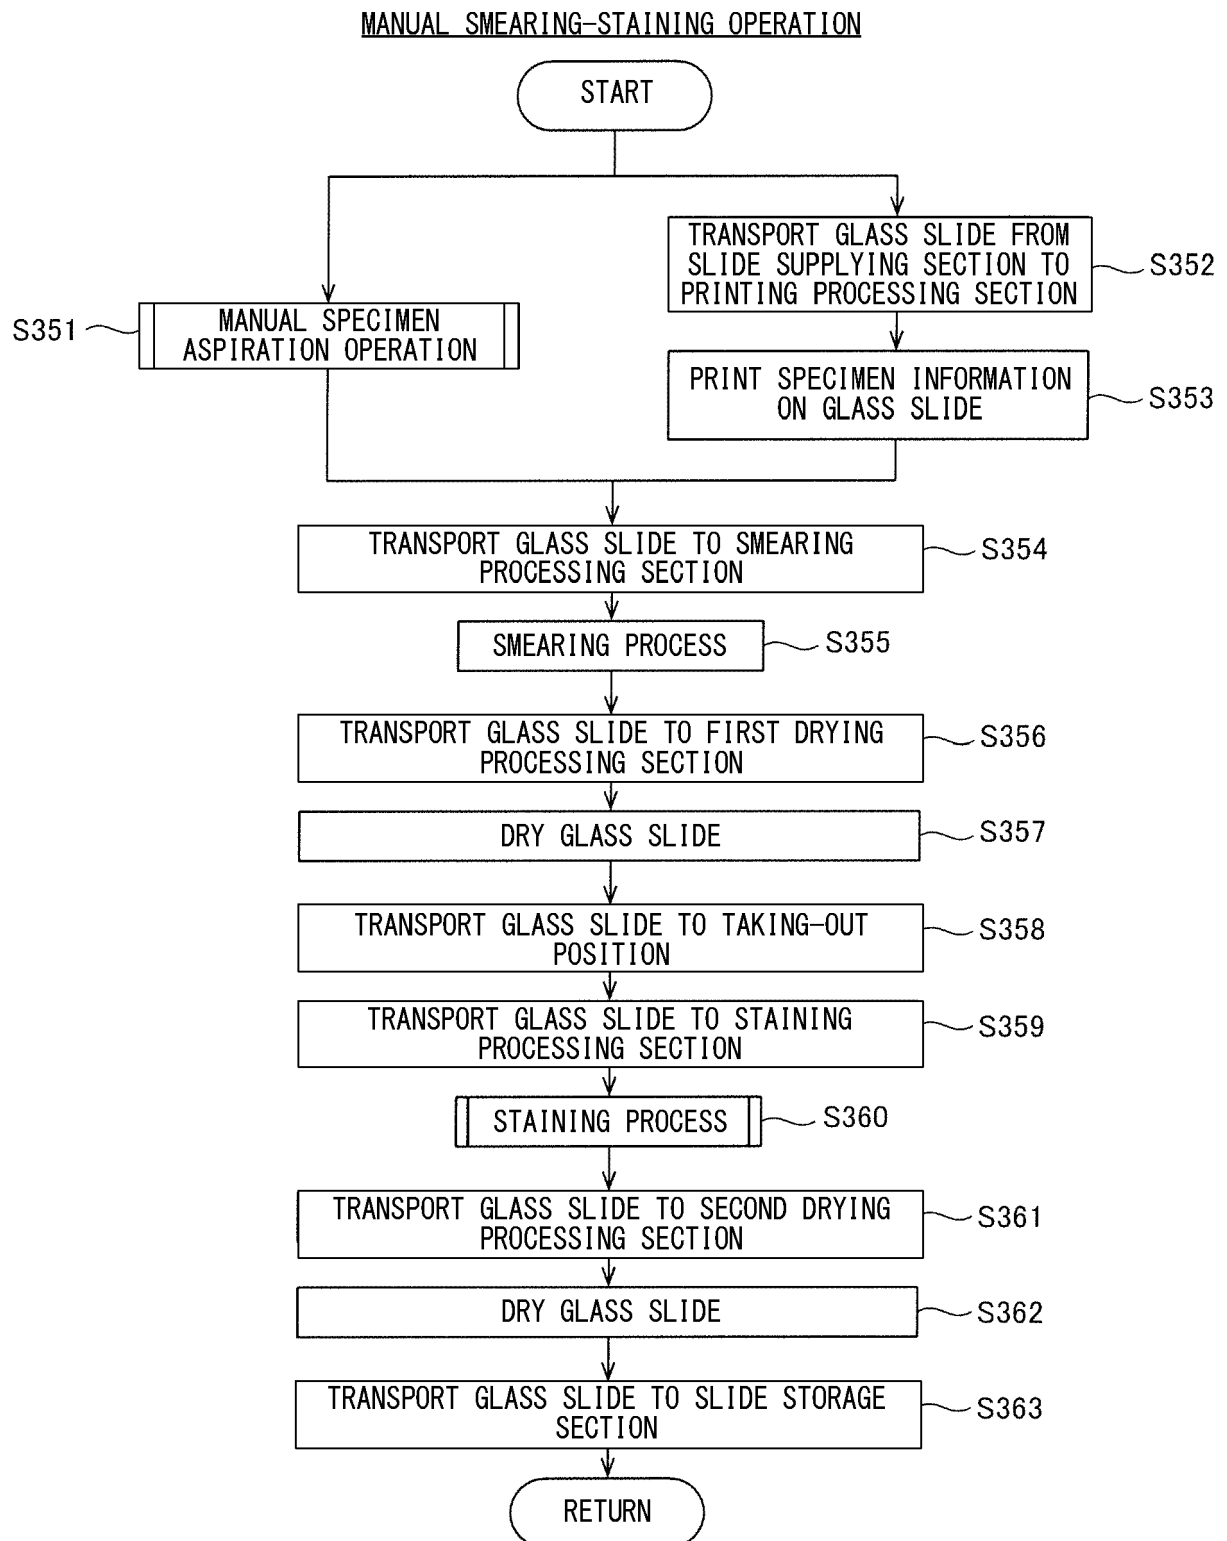 MANUAL SMEARING-STAINING OPERATION
START
TRANSPORT GLASS SLIDE FROM
SLIDE SUPPLYING SECTION TO
PRINTING PROCESSING SECTION
S352
S351
MANUAL SPECIMEN
ASPIRATION OPERATION
PRINT SPECIMEN INFORMATION
ON GLASS SLIDE
S353
TRANSPORT GLASS SLIDE TO SMEARING
PROCESSING SECTION
S354
SMEARING PROCESS
S355
TRANSPORT GLASS SLIDE TO FIRST DRYING
PROCESSING SECTION
S356
DRY GLASS SLIDE
S357
TRANSPORT GLASS SLIDE TO TAKING-OUT
POSITION
S358
TRANSPORT GLASS SLIDE TO STAINING
PROCESSING SECTION
S359
STAINING PROCESS
S360
TRANSPORT GLASS SLIDE TO SECOND DRYING
PROCESSING SECTION
S361
DRY GLASS SLIDE
S362
TRANSPORT GLASS SLIDE TO SLIDE STORAGE
SECTION
S363
RETURN